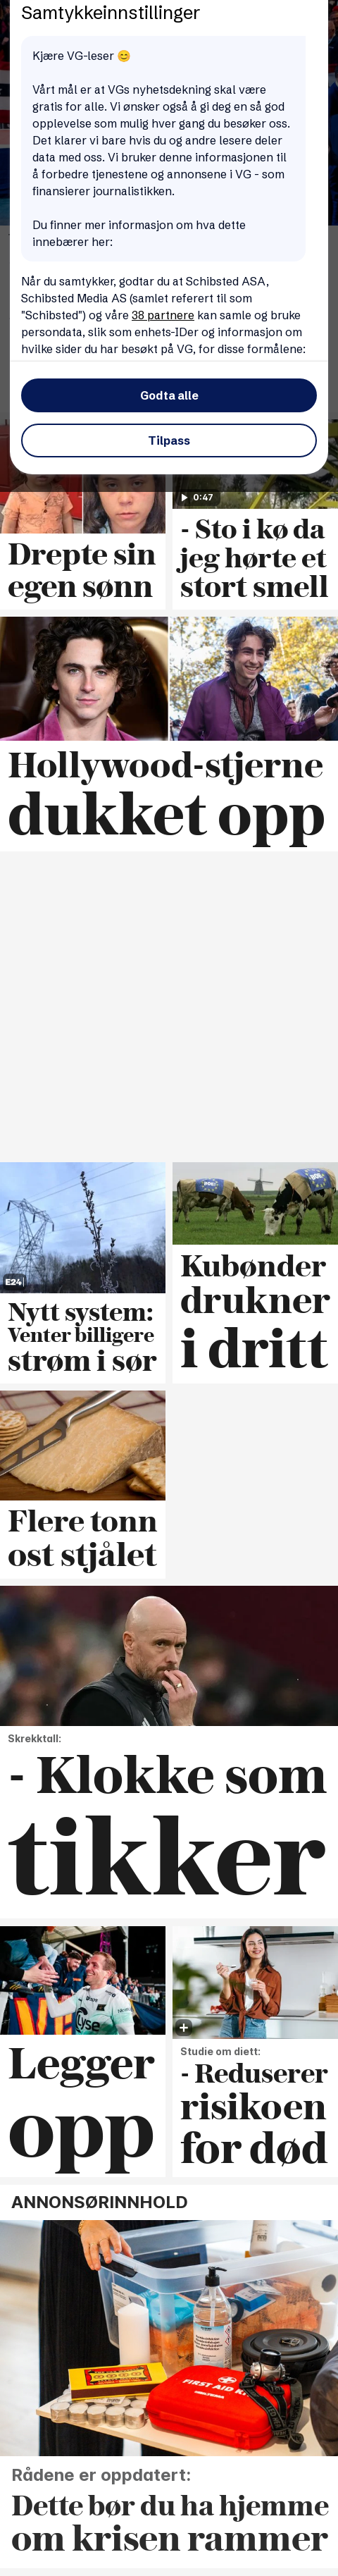 Samtykkeinnstillinger
Kjære VG-leser 😊
Vårt mål er at VGs nyhetsdekning skal være
gratis for alle. Vi ønsker også å gi deg en så god
opplevelse som mulig hver gang du besøker oss.
Det klarer vi bare hvis du og andre lesere deler
data med oss. Vi bruker denne informasjonen til
å forbedre tjenestene og annonsene i VG - som
finansierer journalistikken.
Du finner mer informasjon om hva dette
innebærer her:
Når du samtykker, godtar du at Schibsted ASA,
Schibsted Media AS (samlet referert til som
"Schibsted") og våre 38 partnere kan samle og bruke
persondata, slik som enhets-IDer og informasjon om
hvilke sider du har besøkt på VG, for disse formålene:
Godta alle
Tilpass
0:47
Drepte sin
egen sønn
- Sto i kø da
jeg hørte et
stort smell
Hollywood-stjerne
dukket opp
E24
Nytt system:
Venter billigere
strøm i sør
Kubønder
drukner
i dritt
Flere tonn
ost stjålet
Skrekktall:
- Klokke som
tikker
Lyse
Legger
opp
Studie om diett:
- Reduserer
risikoen
for død
ANNONSØRINNHOLD
FIRST AID KIT
Rådene er oppdatert:
Dette bør du ha hjemme
om krisen rammer